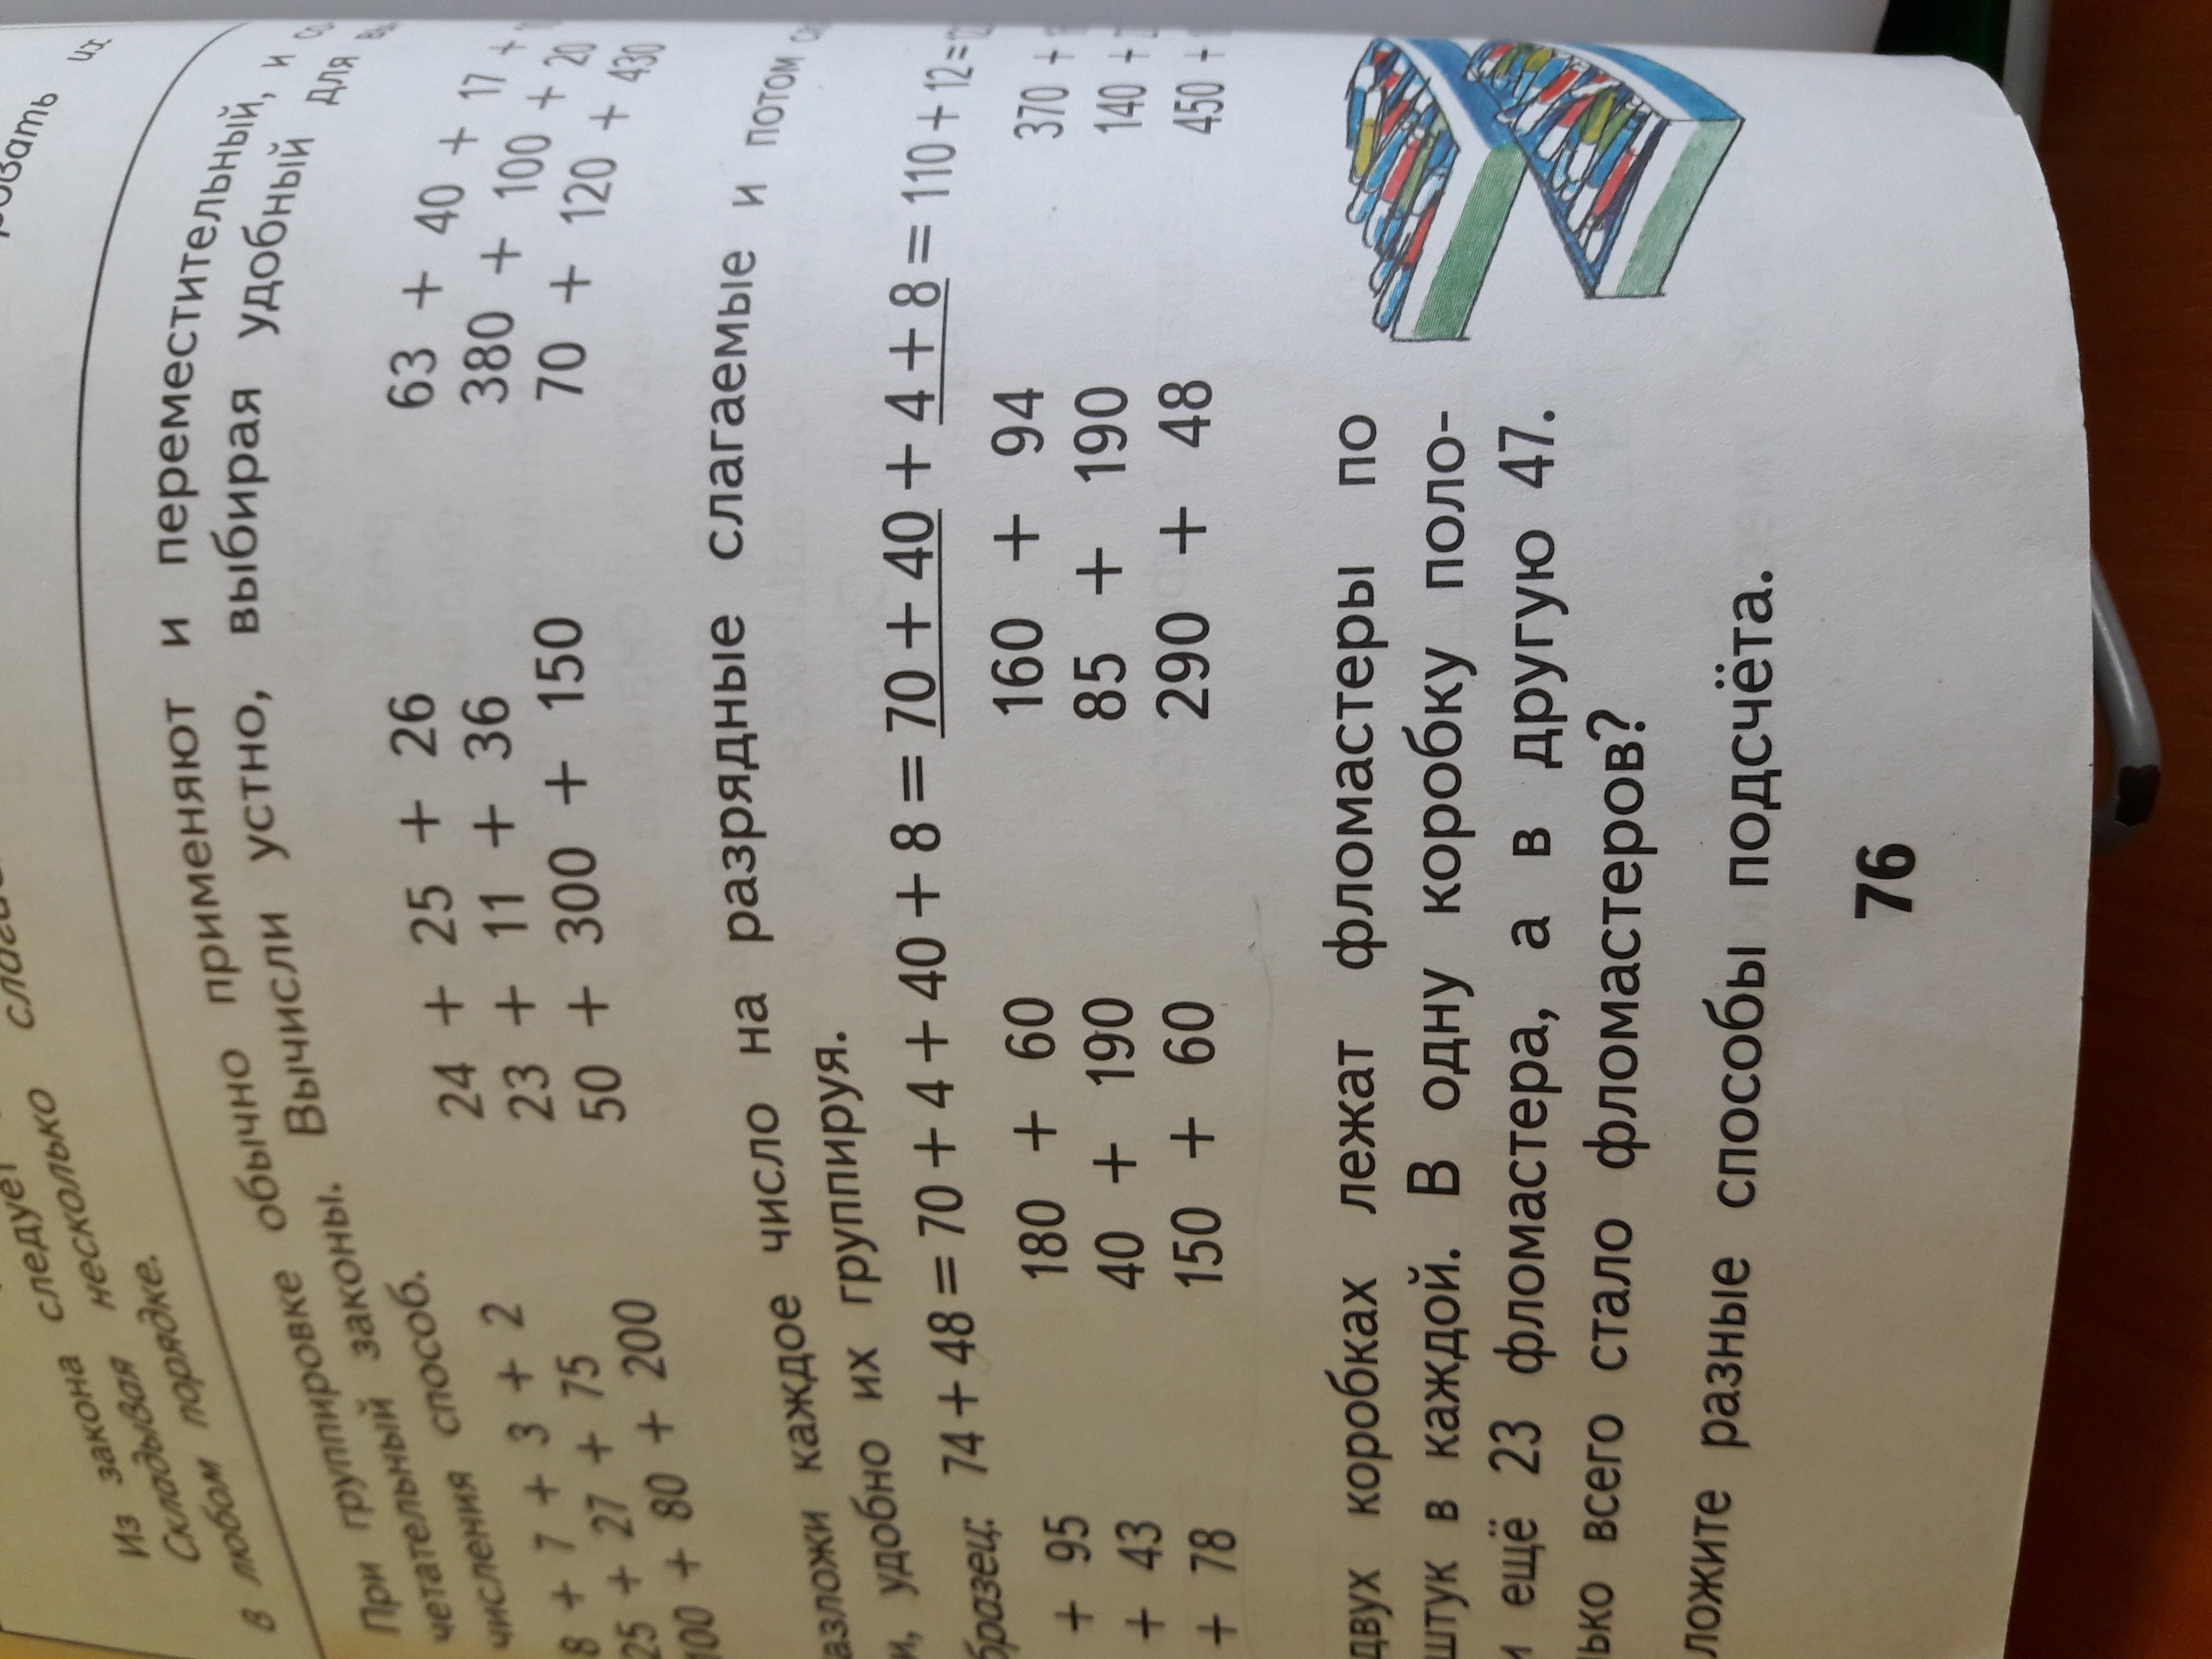 ровать их
Из закона следует
Складывая несколько
в любом порядке.
При группировке обычно применяют и переместительный, и
четательный законы. Вычисли устно, выбирая удобный для
числения способ.
8 + 7 + 3 + 2 24 + 25 + 26 63 + 40 + 17 +
25 + 27 + 75 23 + 11 + 36 380 + 100 + 20
100 + 80 + 200 50 + 300 + 150 70 + 120 + 430
азложи каждое число на разрядные слагаемые и потом
и, удобно их группируя.
бразец: 74 + 48 = 70 + 4 + 40 + 8 = 70 + 40 + 4 + 8 = 110 + 12 =
+ 95 180 + 60 160 + 94 370 +
+ 43 40 + 190 85 + 190 140 +
+ 78 150 + 60 290 + 48 450 +
двух коробках лежат фломастеры по
штук в каждой. В одну коробку поло-
и ещё 23 фломастера, а в другую 47.
лько всего стало фломастеров?
ложите разные способы подсчёта.
76